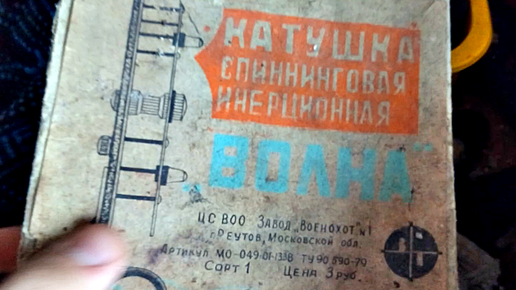 КАТУШКА
СПИННИНГОВАЯ
ИНЕРЦИОННАЯ
„ВОЛНА"
ЦС ВОО ЗАВОД „ВОЕНОХОТ" №1
Г. РЕУТОВ, МОСКОВСКОЙ ОБЛ.
АРТИКУЛ МО-049-01-1338 ТУ 90 590-70
СОРТ 1 ЦЕНА 3 РУБ